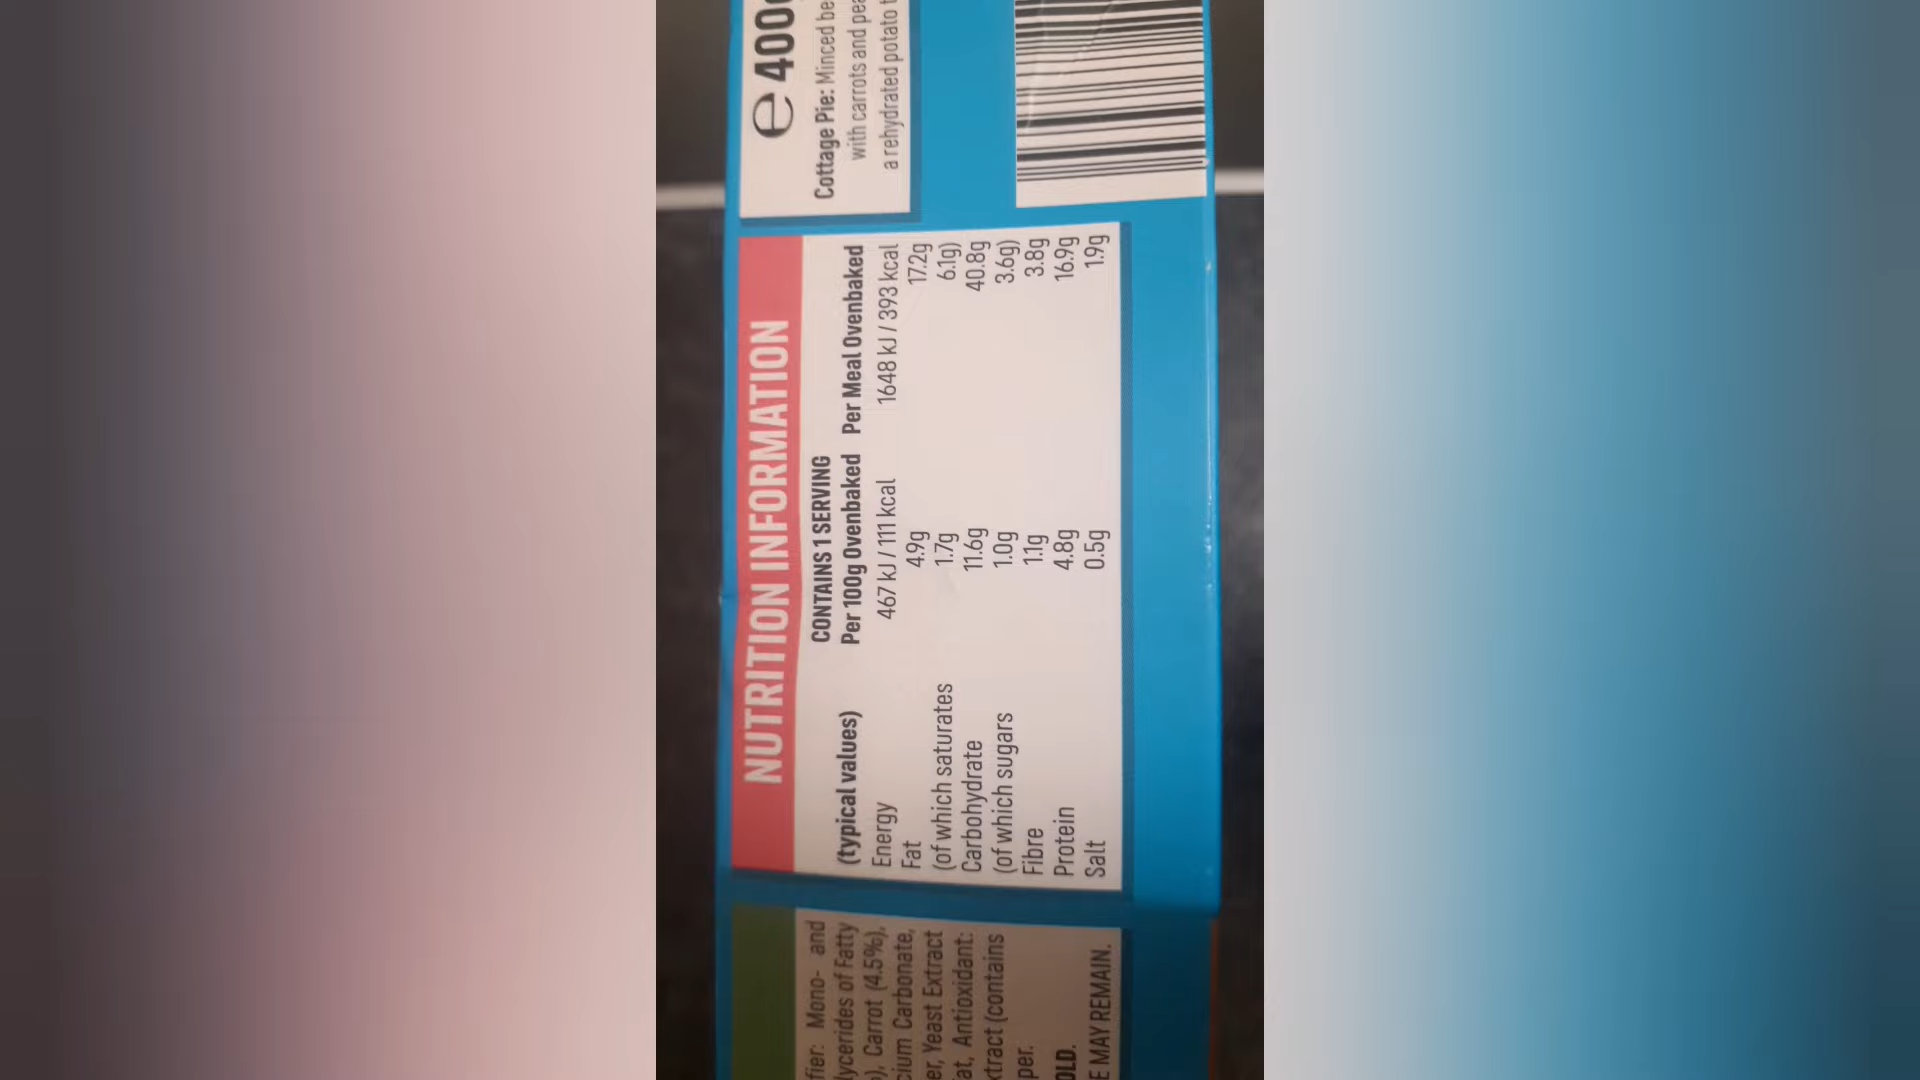 e 400
Cottage Pie: Minced
with carrots and
a rehydrated potato
NUTRITION INFORMATION
CONTAINS 1 SERVING
(typical values) Per 100g Ovenbaked Per Meal Ovenbaked
Energy 467 kJ / 111 kcal 1648 kJ / 393 kcal
Fat 4.9g 17.2g
(of which saturates 1.7g 6.1g)
Carbohydrate 11.6g 40.8g
(of which sugars 1.0g 3.6g)
Fibre 1.1g 3.8g
Protein 4.8g 16.9g
Salt 0.5g 1.9g
fier: Mono- and
lycerides of Fatty
), Carrot (4.5%),
cium Carbonate,
er, Yeast Extract
at, Antioxidant:
xtract (contains
per.
OLD.
E MAY REMAIN.